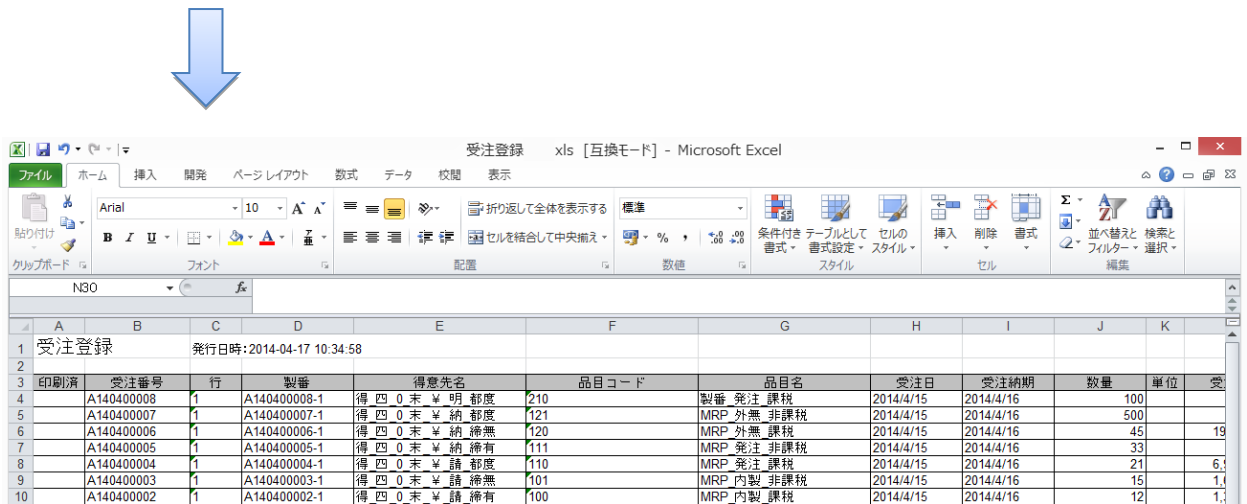 受注登録 xls [互換モード] - Microsoft Excel
ファイル ホーム 挿入 開発 ページ レイアウト 数式 データ 校閲 表示
Arial 10 折り返して全体を表示する 標準
貼り付け B I U セルを結合して中央揃え % , 条件付き書式 テーブルとして書式設定 セルのスタイル 挿入 削除 書式 Σ 並べ替えとフィルター 検索と選択
クリップボード フォント 配置 数値 スタイル セル 編集
N30 fx
A B C D E F G H I J K
1 受注登録 発行日時:2014-04-17 10:34:58
2
3 印刷済 受注番号 行 製番 得意先名 品目コード 品目名 受注日 受注納期 数量 単位 受
4 A140400008 1 A140400008-1 得_四_0_末_¥_明_都度 210 製番_発注_課税 2014/4/15 2014/4/16 100
5 A140400007 1 A140400007-1 得_四_0_末_¥_納_都度 121 MRP_外無_非課税 2014/4/15 2014/4/16 500
6 A140400006 1 A140400006-1 得_四_0_末_¥_納_締無 120 MRP_外無_課税 2014/4/15 2014/4/16 45 19
7 A140400005 1 A140400005-1 得_四_0_末_¥_納_締有 111 MRP_発注_非課税 2014/4/15 2014/4/16 33
8 A140400004 1 A140400004-1 得_四_0_末_¥_請_都度 110 MRP_発注_課税 2014/4/15 2014/4/16 21 6,
9 A140400003 1 A140400003-1 得_四_0_末_¥_請_締無 101 MRP_内製_非課税 2014/4/15 2014/4/16 15 1,
10 A140400002 1 A140400002-1 得_四_0_末_¥_請_締有 100 MRP_内製_課税 2014/4/15 2014/4/16 12 1,